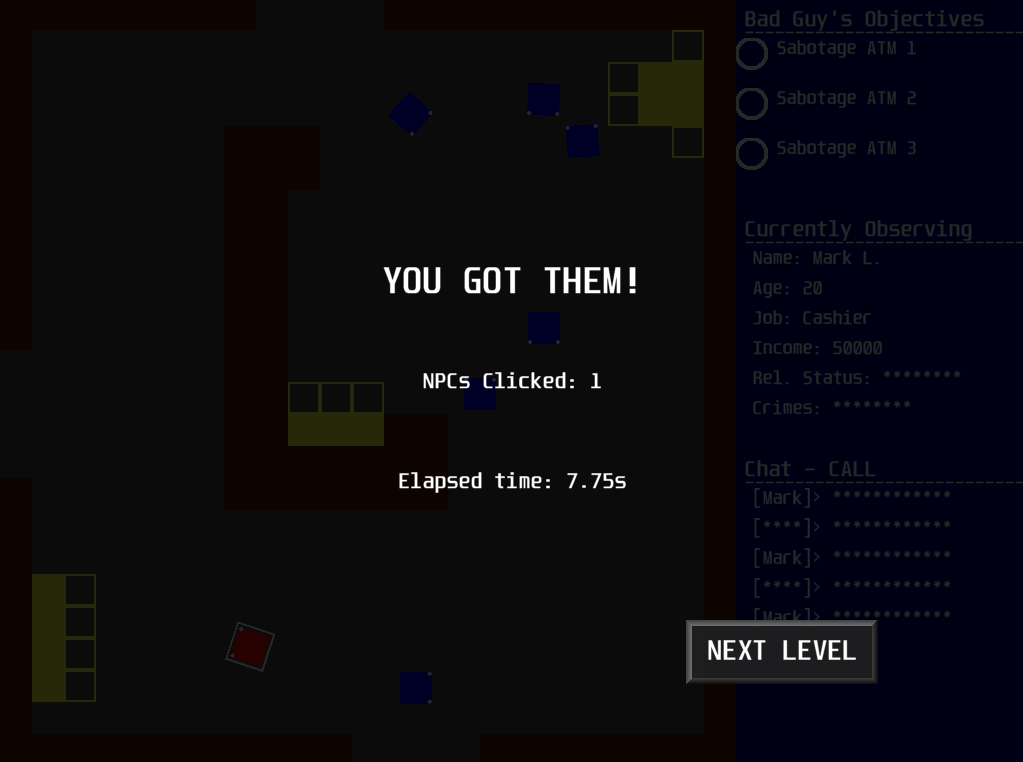 Bad Guy's Objectives
Sabotage ATM 1
Sabotage ATM 2
Sabotage ATM 3
Currently Observing
Name: Mark L.
Age: 20
Job: Cashier
Income: 50000
Rel. Status: ********
Crimes: ********
Chat - CALL
[Mark]> ************
[****]> ************
[Mark]> ************
[****]> ************
[Mark]> ************
YOU GOT THEM!
NPCs Clicked: 1
Elapsed time: 7.75s
NEXT LEVEL